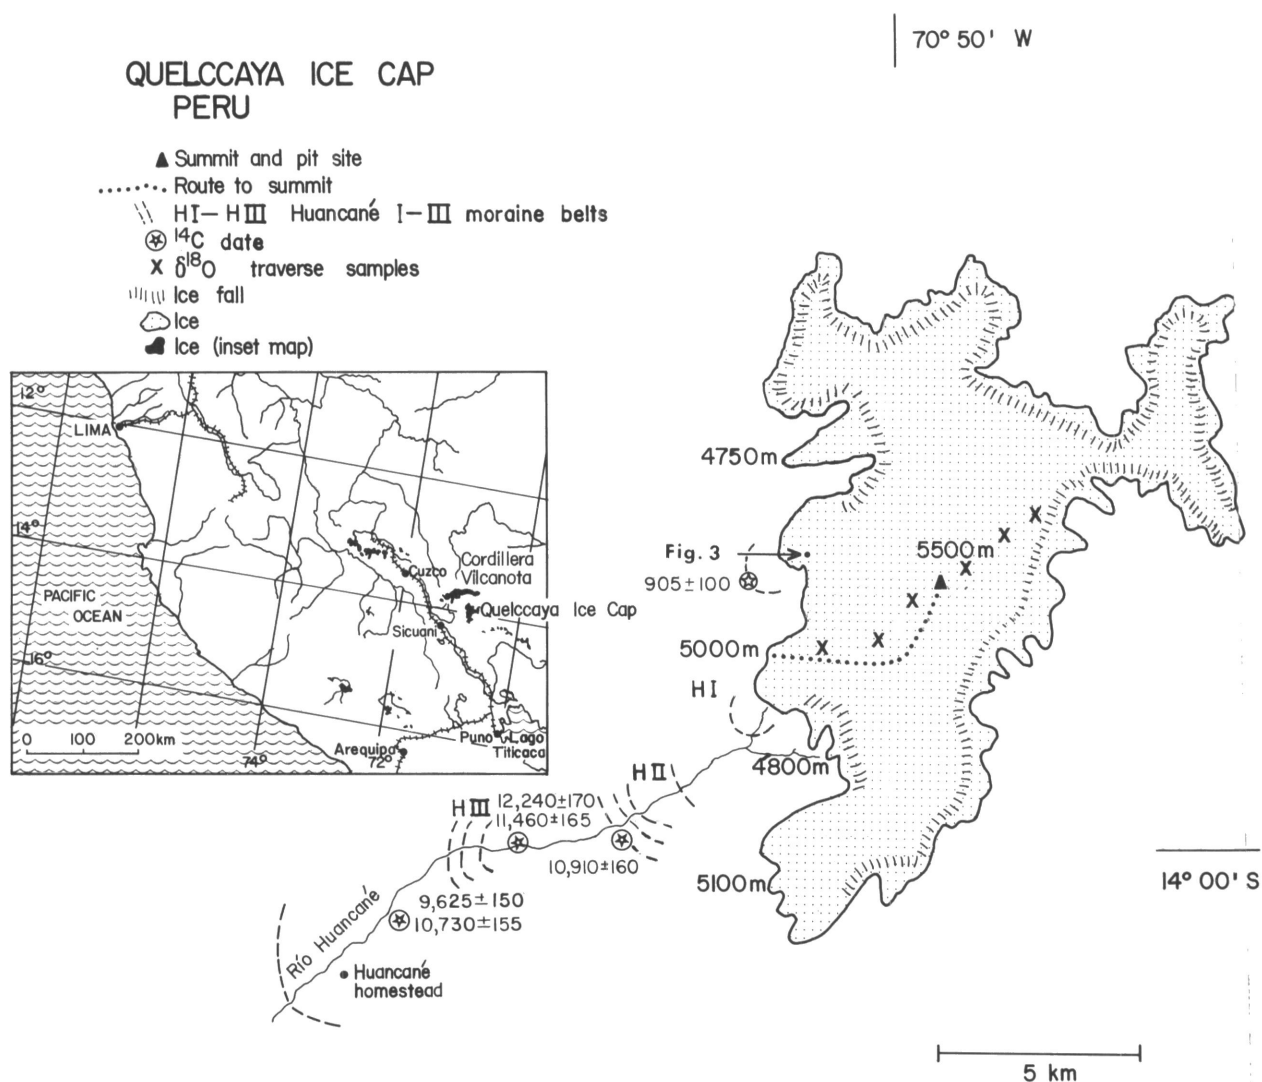 70° 50' W
QUELCCAYA ICE CAP
PERU
Summit and pit site
Route to summit
HI–HIII Huancané I–III moraine belts
14C date
δ18O traverse samples
Ice fall
Ice
Ice (inset map)
12°
LIMA
14°
Cordillera
Vilcanota
Cuzco
PACIFIC
OCEAN
Quelccaya Ice Cap
Sicuani
16°
0 100 200km
74°
Arequipa
72°
Puno
Lago
Titicaca
4750m
Fig. 3
5500m
905±100
5000m
HI
4800m
HII
HIII
12,240±170
11,460±165
10,910±160
5100m
14° 00' S
9,625±150
10,730±155
Río Huancané
Huancané
homestead
5 km